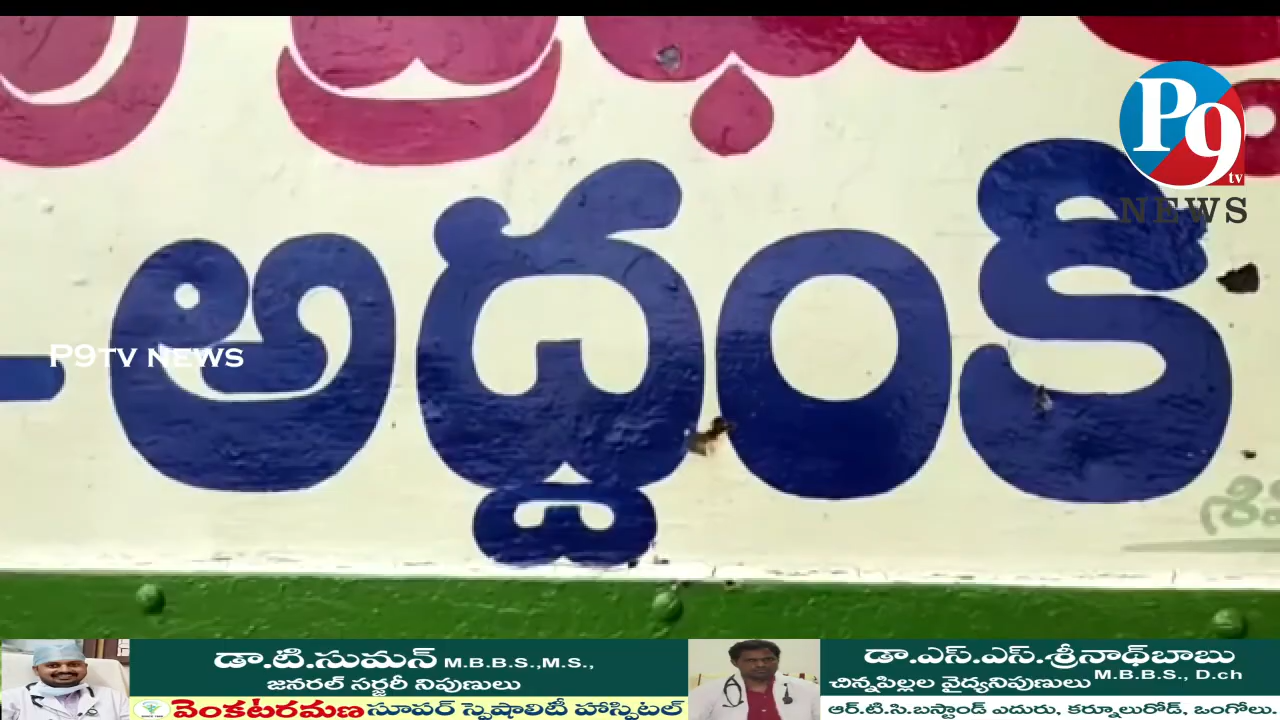 P9
tv
NEWS
-అద్దంకి
P9TV NEWS
డా.టి.సుమన్ M.B.B.S.,M.S.,
జనరల్ సర్జరీ నిపుణులు
వెంకటరమణ సూపర్ స్పెషాలిటీ హాస్పిటల్
డా.ఎస్.ఎస్.శ్రీనాథ్‌బాబు
చిన్నపిల్లల వైద్యనిపుణులు M.B.B.S., D.ch
ఆర్.టి.సి.బస్టాండ్ ఎదురు, కర్నూలురోడ్, ఒంగోలు.